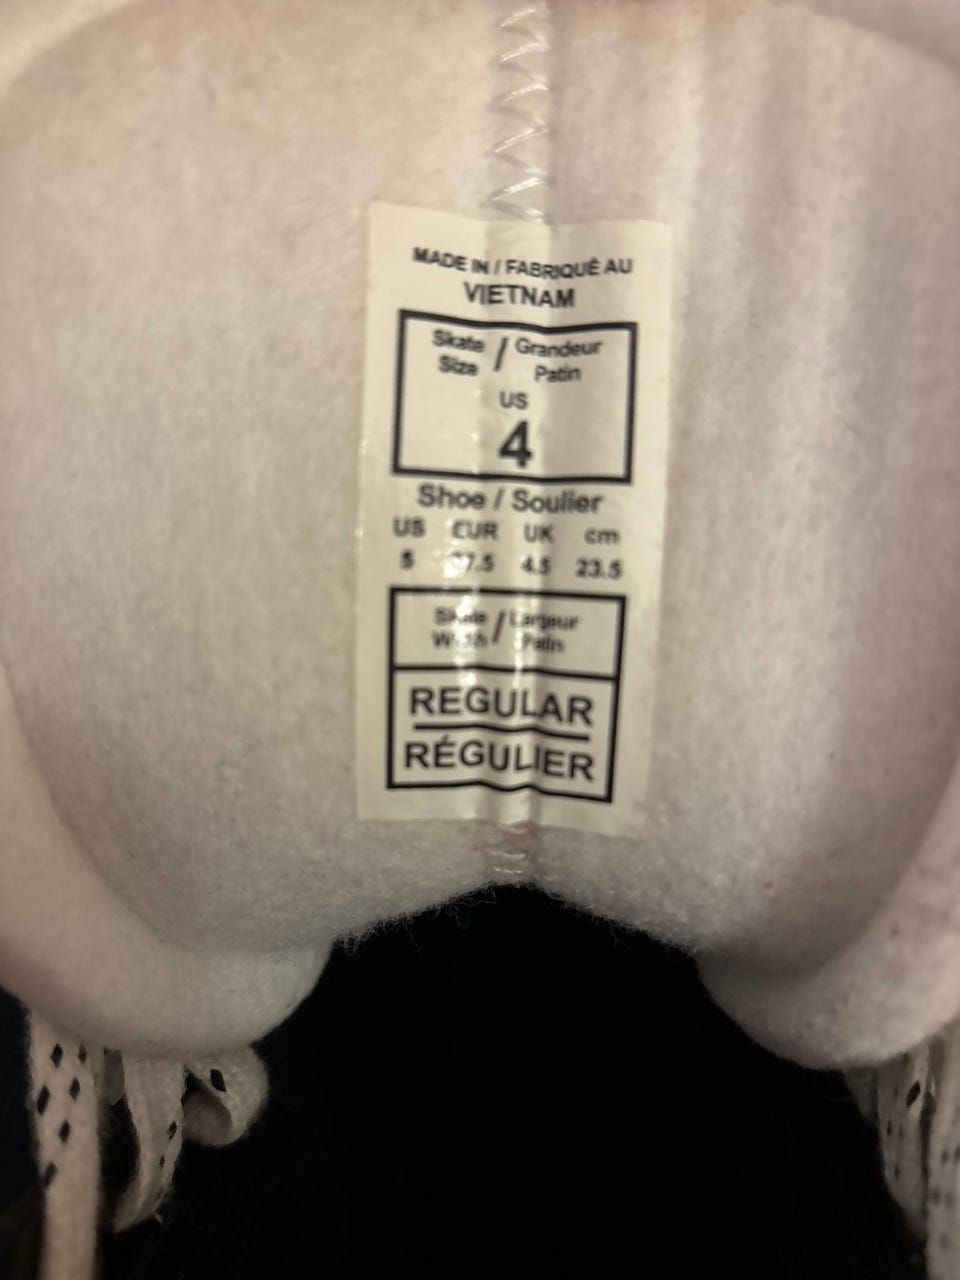 MADE IN / FABRIQUÉ AU
VIETNAM
Skate / Grandeur
Size Patin
US
4
Shoe / Soulier
US EUR UK cm
5 37.5 4.5 23.5
Skate / Largeur
Width Patin
REGULAR
RÉGULIER